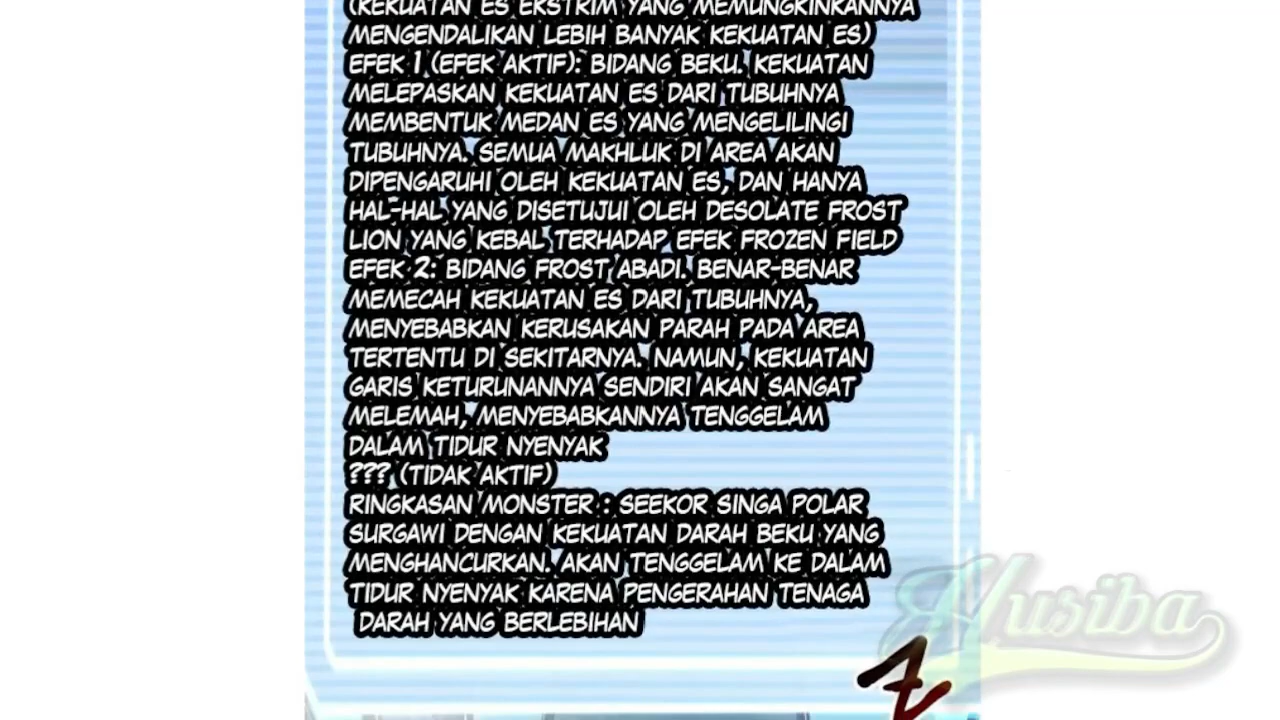 (KEKUATAN ES EKSTRIM YANG MEMUNGKINKANNYA
MENGENDALIKAN LEBIH BANYAK KEKUATAN ES)
EFEK 1 (EFEK AKTIF): BIDANG BEKU. KEKUATAN
MELEPASKAN KEKUATAN ES DARI TUBUHNYA
MEMBENTUK MEDAN ES YANG MENGELILINGI
TUBUHNYA. SEMUA MAKHLUK DI AREA AKAN
DIPENGARUHI OLEH KEKUATAN ES, DAN HANYA
HAL-HAL YANG DISETUJUI OLEH DESOLATE FROST
LION YANG KEBAL TERHADAP EFEK FROZEN FIELD
EFEK 2: BIDANG FROST ABADI. BENAR-BENAR
MEMECAH KEKUATAN ES DARI TUBUHNYA,
MENYEBABKAN KERUSAKAN PARAH PADA AREA
TERTENTU DI SEKITARNYA. NAMUN, KEKUATAN
GARIS KETURUNANNYA SENDIRI AKAN SANGAT
MELEMAH, MENYEBABKANNYA TENGGELAM
DALAM TIDUR NYENYAK
??? (TIDAK AKTIF)
RINGKASAN MONSTER : SEEKOR SINGA POLAR
SURGAWI DENGAN KEKUATAN DARAH BEKU YANG
MENGHANCURKAN. AKAN TENGGELAM KE DALAM
TIDUR NYENYAK KARENA PENGERAHAN TENAGA
DARAH YANG BERLEBIHAN
Husiba
Z